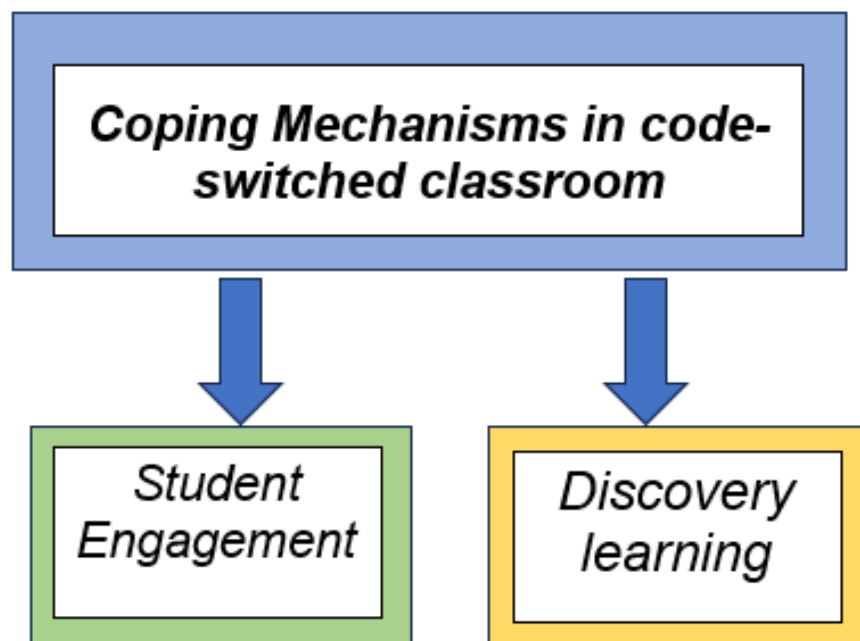 Coping Mechanisms in code-
switched classroom
Student
Engagement
Discovery
learning